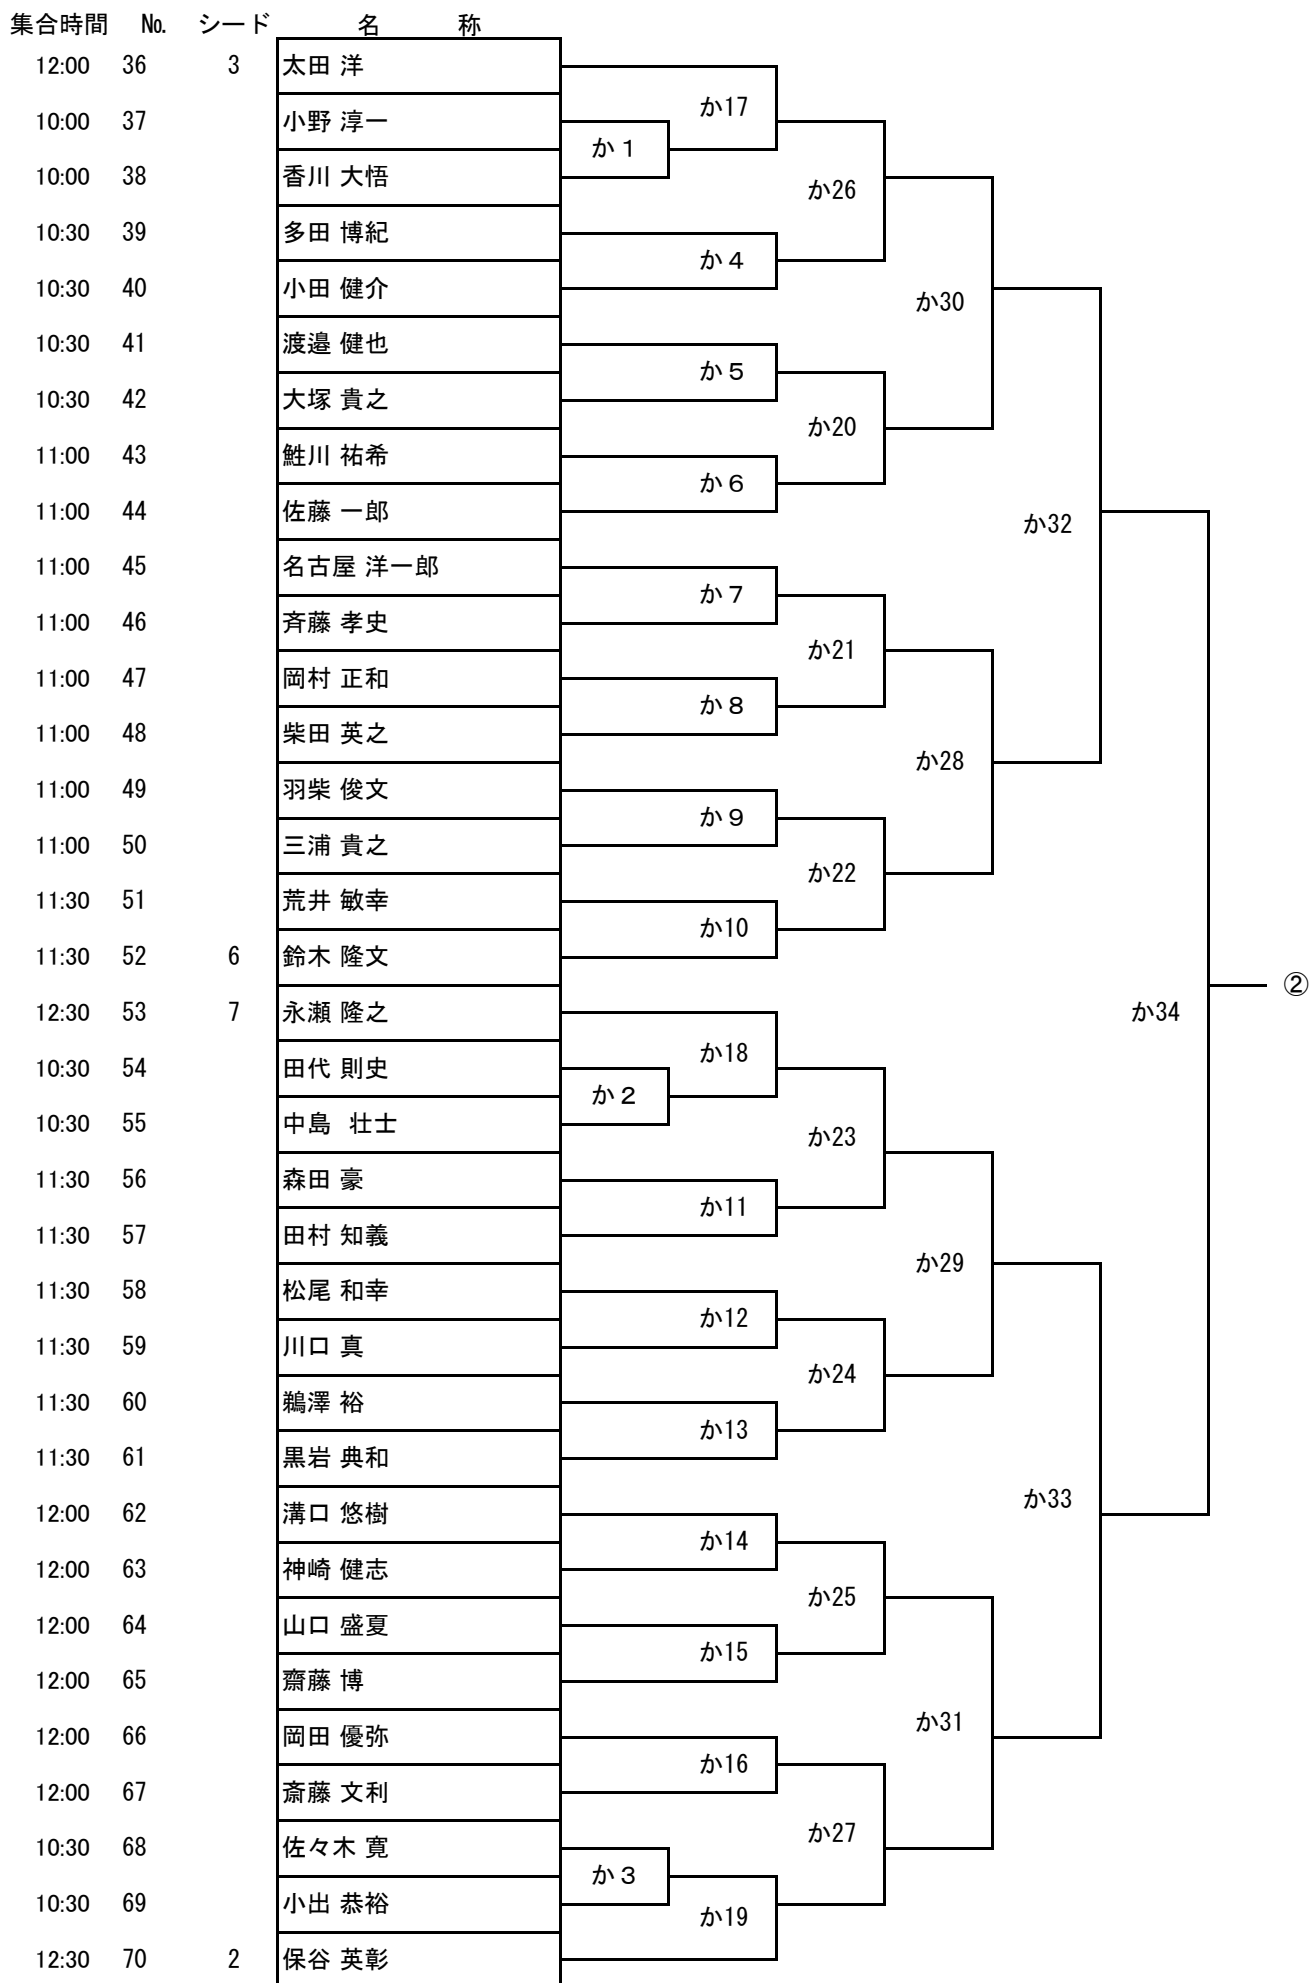 集合時間 №. シード 名 称
12:00 36 3 太田 洋
か17
10:00 37 小野 淳一
か１
10:00 38 香川 大悟
か26
10:30 39 多田 博紀
か４
10:30 40 小田 健介
か30
10:30 41 渡邉 健也
か５
10:30 42 大塚 貴之
か20
11:00 43 鮏川 祐希
か６
11:00 44 佐藤 一郎
か32
11:00 45 名古屋 洋一郎
か７
11:00 46 斉藤 孝史
か21
11:00 47 岡村 正和
か８
11:00 48 柴田 英之
か28
11:00 49 羽柴 俊文
か９
11:00 50 三浦 貴之
か22
11:30 51 荒井 敏幸
か10
11:30 52 6 鈴木 隆文
②
12:30 53 7 永瀬 隆之 か34
か18
10:30 54 田代 則史
か２
10:30 55 中島 壮士
か23
11:30 56 森田 豪
か11
11:30 57 田村 知義
か29
11:30 58 松尾 和幸
か12
11:30 59 川口 真
か24
11:30 60 鵜澤 裕
か13
11:30 61 黒岩 典和
か33
12:00 62 溝口 悠樹
か14
12:00 63 神崎 健志
か25
12:00 64 山口 盛夏
か15
12:00 65 齋藤 博
か31
12:00 66 岡田 優弥
か16
12:00 67 斎藤 文利
か27
10:30 68 佐々木 寛
か３
10:30 69 小出 恭裕
か19
12:30 70 2 保谷 英彰